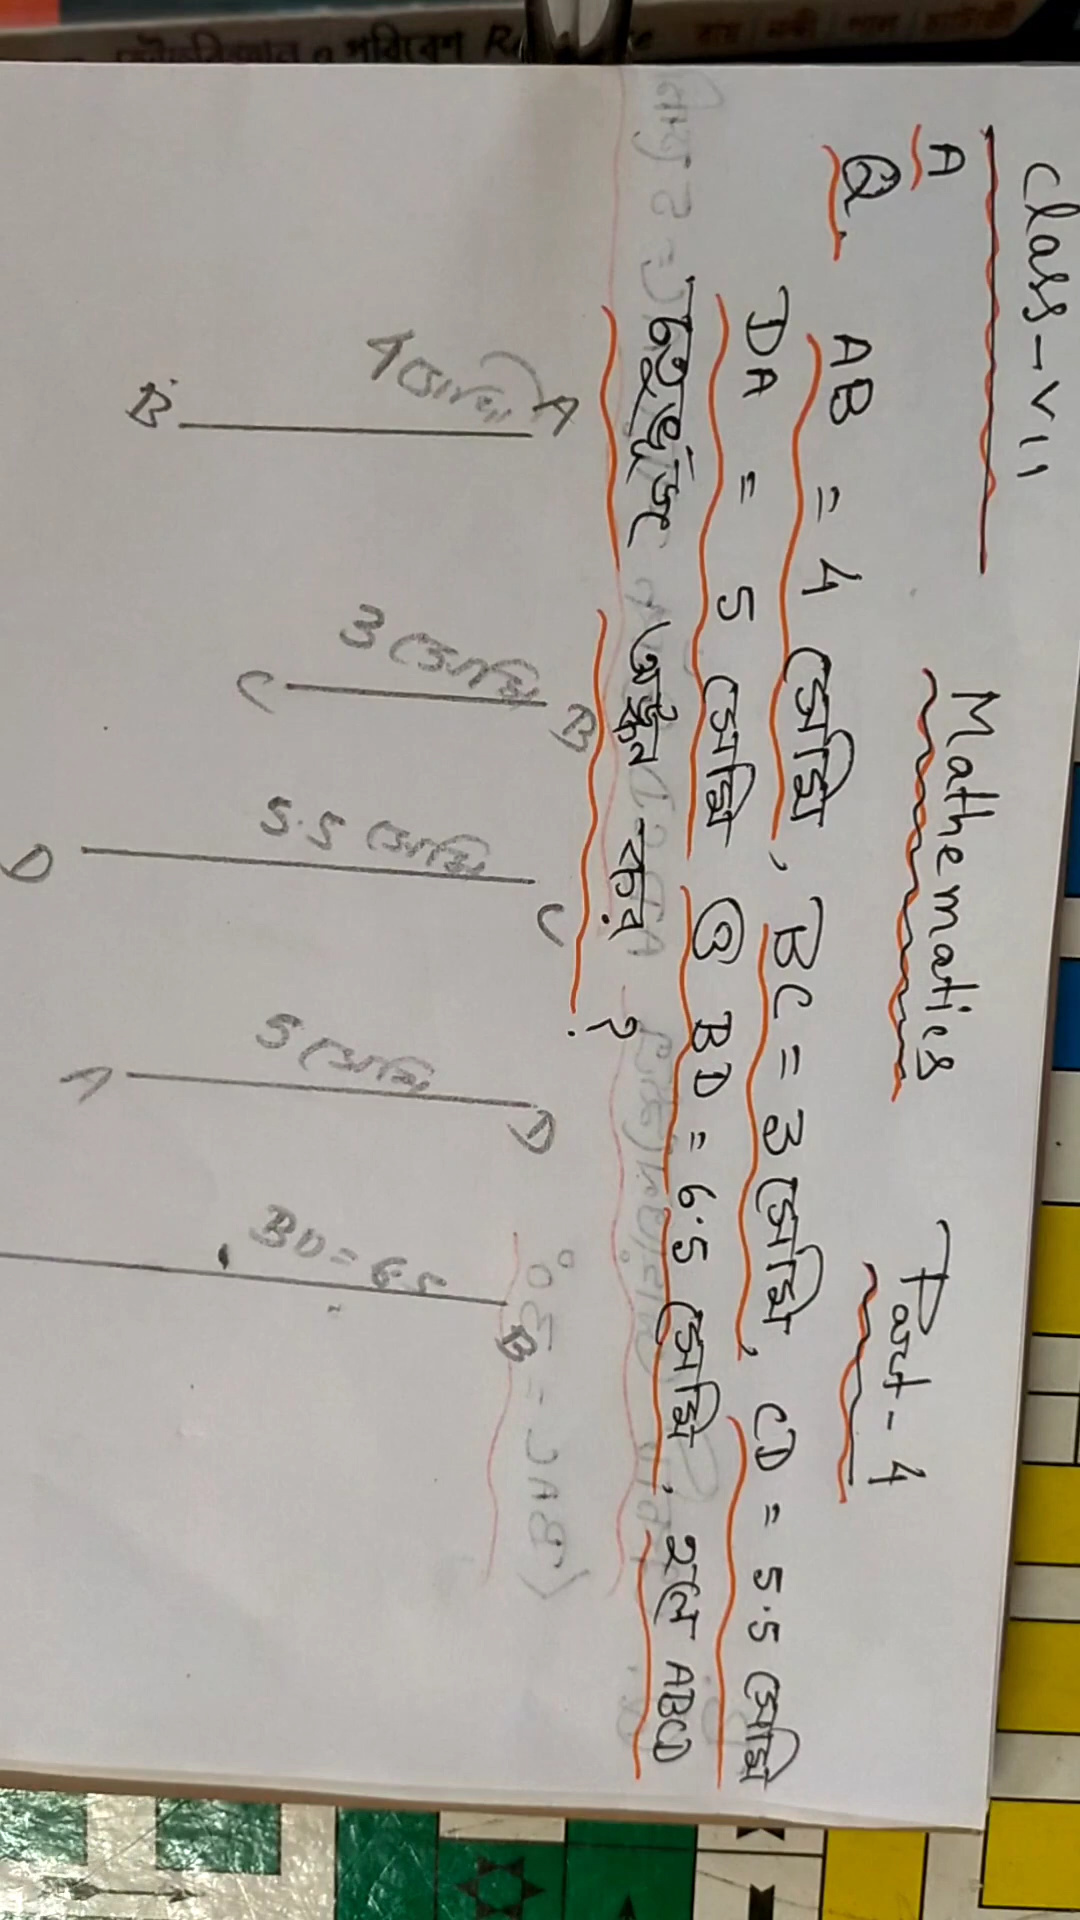 পরিবেশ
Class-VII
A Mathematics Part-4
Q. AB = 4 সেমি, BC = 3 সেমি, CD = 5.5 সেমি
DA = 5 সেমি ও BD = 6.5 সেমি, হলে ABCD
চতুর্ভুজ অঙ্কন কর?
A B 4 সেমি
B C 3 সেমি
C D 5.5 সেমি
D A 5 সেমি
B BD = 6.5